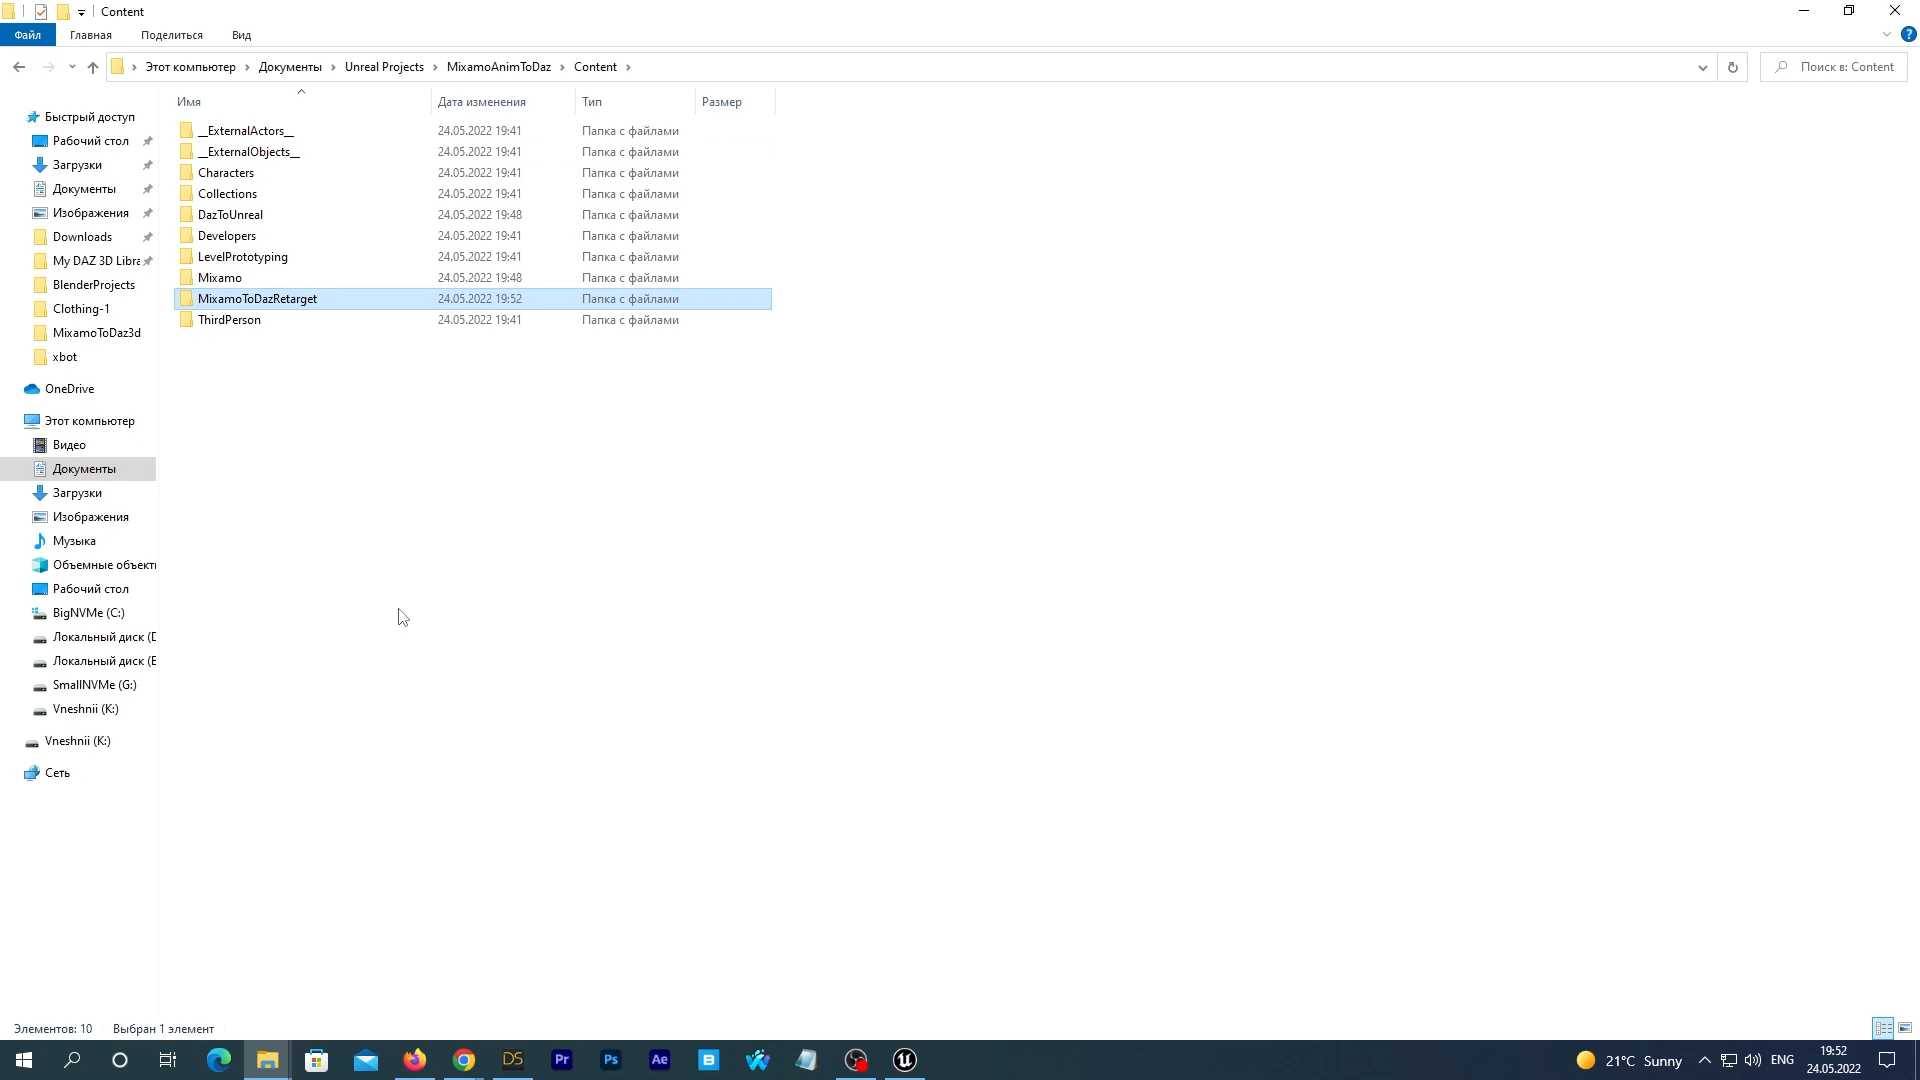 Content
Файл Главная Поделиться Вид
Этот компьютер Документы Unreal Projects MixamoAnimToDaz Content Поиск в: Content
Имя Дата изменения Тип Размер
__ExternalActors__ 24.05.2022 19:41 Папка с файлами
__ExternalObjects__ 24.05.2022 19:41 Папка с файлами
Characters 24.05.2022 19:41 Папка с файлами
Collections 24.05.2022 19:41 Папка с файлами
DazToUnreal 24.05.2022 19:48 Папка с файлами
Developers 24.05.2022 19:41 Папка с файлами
LevelPrototyping 24.05.2022 19:41 Папка с файлами
Mixamo 24.05.2022 19:48 Папка с файлами
MixamoToDazRetarget 24.05.2022 19:52 Папка с файлами
ThirdPerson 24.05.2022 19:41 Папка с файлами
Быстрый доступ
Рабочий стол
Загрузки
Документы
Изображения
Downloads
My DAZ 3D Libra
BlenderProjects
Clothing-1
MixamoToDaz3d
xbot
OneDrive
Этот компьютер
Видео
Документы
Загрузки
Изображения
Музыка
Объемные объекты
Рабочий стол
BigNVMe (C:)
Локальный диск (D
Локальный диск (E
SmallNVMe (G:)
Vneshnii (K:)
Vneshnii (K:)
Сеть
Элементов: 10 Выбран 1 элемент
DS Pr Ps Ae B
21°C Sunny ENG 19:52
24.05.2022